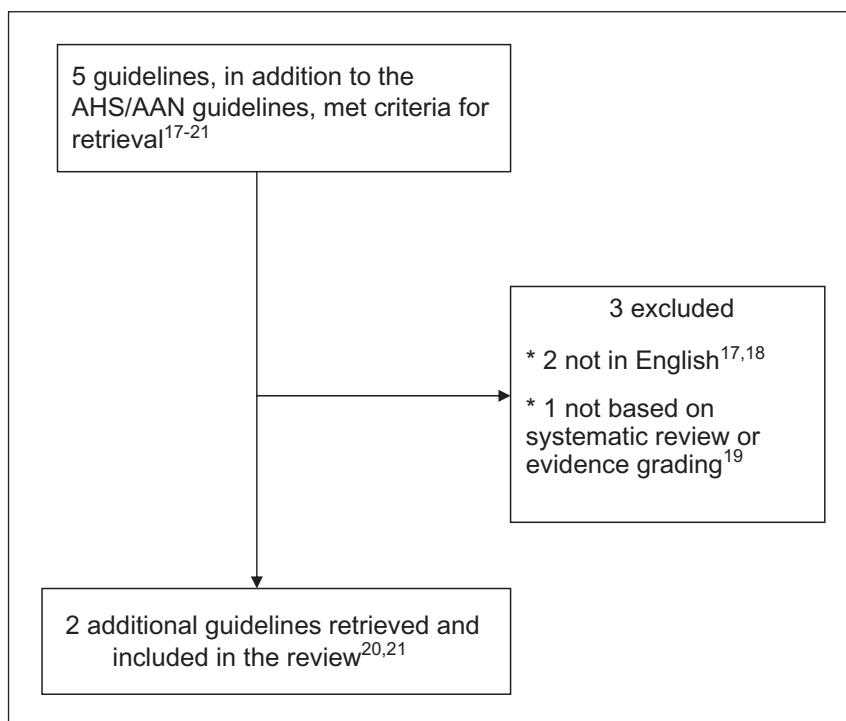 5 guidelines, in addition to the
AHS/AAN guidelines, met criteria for
retrieval17-21
3 excluded
* 2 not in English17,18
* 1 not based on
systematic review or
evidence grading19
2 additional guidelines retrieved and
included in the review20,21